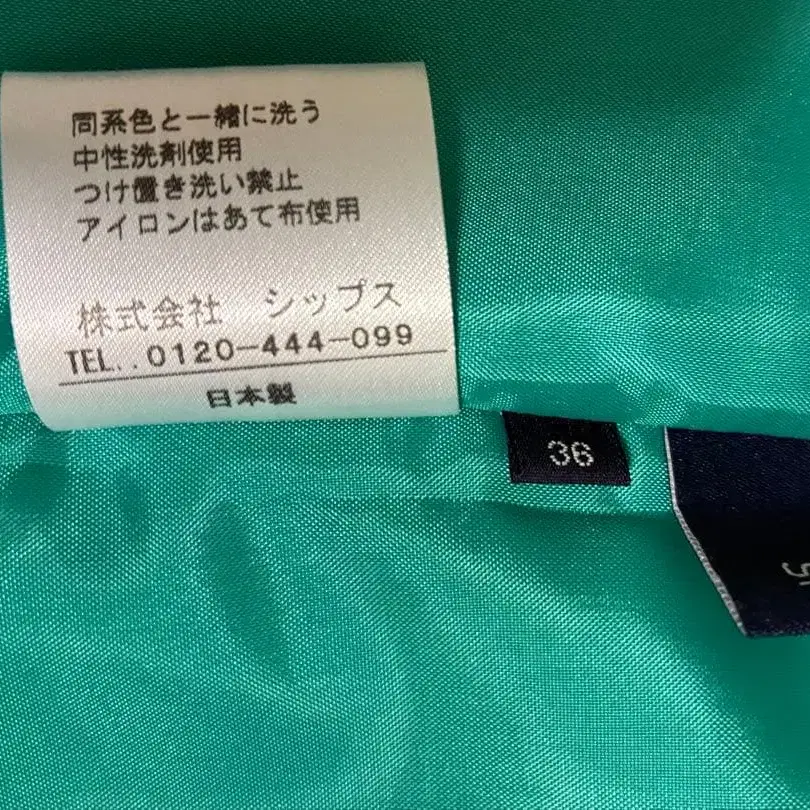 同系色と一緒に洗う
中性洗剤使用
つけ置き洗い禁止
アイロンはあて布使用
株式会社 シップス
TEL..0120-444-099
日本製
36